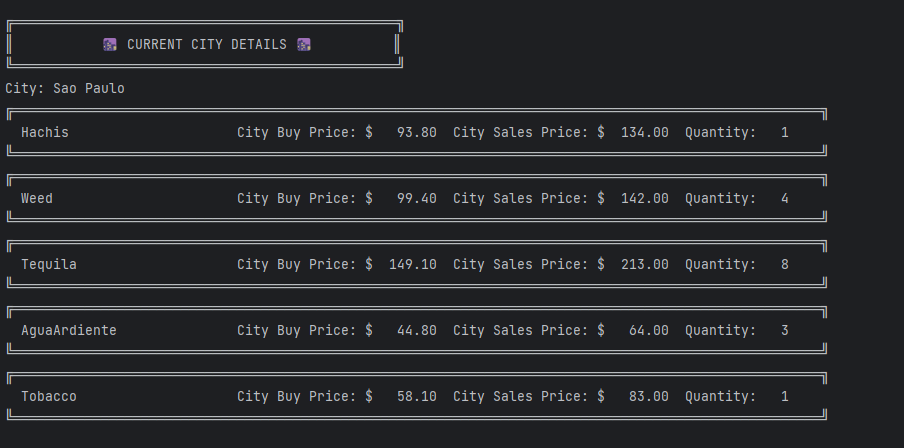 CURRENT CITY DETAILS
City: Sao Paulo
Hachis City Buy Price: $ 93.80 City Sales Price: $ 134.00 Quantity: 1
Weed City Buy Price: $ 99.40 City Sales Price: $ 142.00 Quantity: 4
Tequila City Buy Price: $ 149.10 City Sales Price: $ 213.00 Quantity: 8
AguaArdiente City Buy Price: $ 44.80 City Sales Price: $ 64.00 Quantity: 3
Tobacco City Buy Price: $ 58.10 City Sales Price: $ 83.00 Quantity: 1